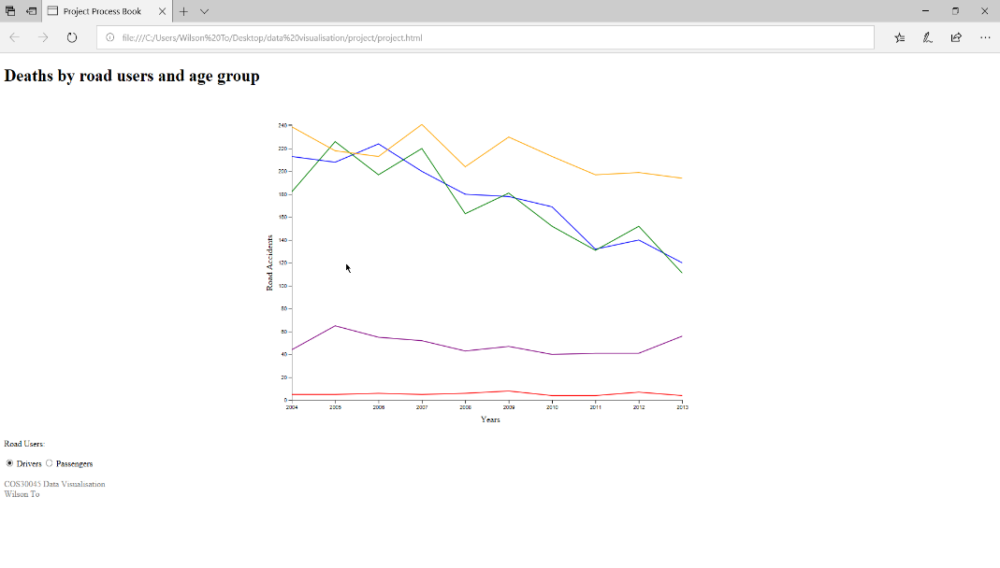 Project Process Book
file:///C:/Users/Wilson%20To/Desktop/data%20visualisation/project/project.html
Deaths by road users and age group
240
220
200
180
160
140
120
100
80
60
40
20
0
Road Accidents
2004 2005 2006 2007 2008 2009 2010 2011 2012 2013
Years
Road Users:
Drivers Passengers
COS30045 Data Visualisation
Wilson To